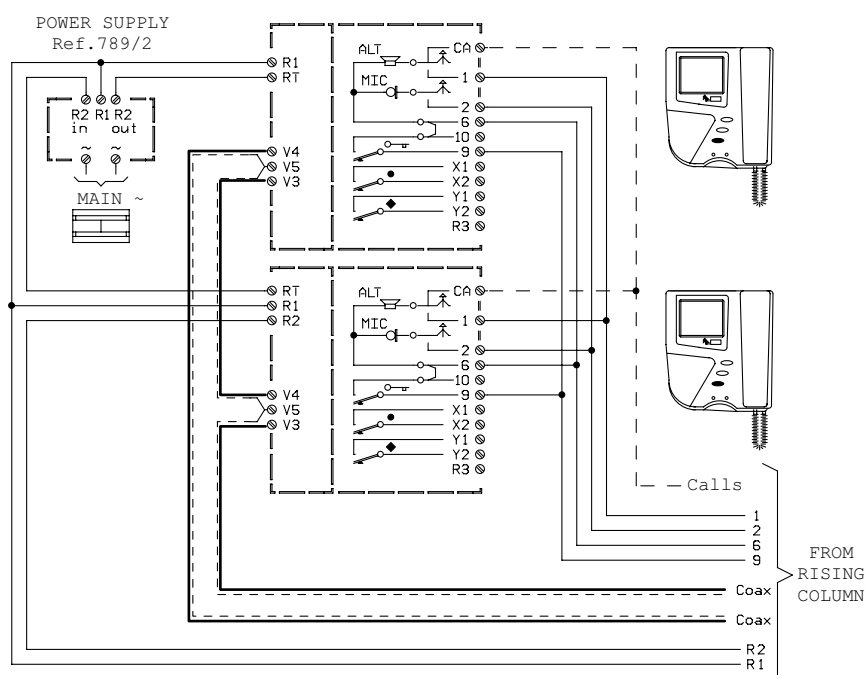 POWER SUPPLY
Ref.789/2
R2 R1 R2
in out
~ ~
MAIN ~
R1
RT
V4
V5
V3
ALT
MIC
CA
1
2
6
10
9
X1
X2
Y1
Y2
R3
RT
R1
R2
V4
V5
V3
ALT
MIC
CA
1
2
6
10
9
X1
X2
Y1
Y2
R3
Calls
1
2
6
9
Coax
Coax
R2
R1
FROM
RISING
COLUMN